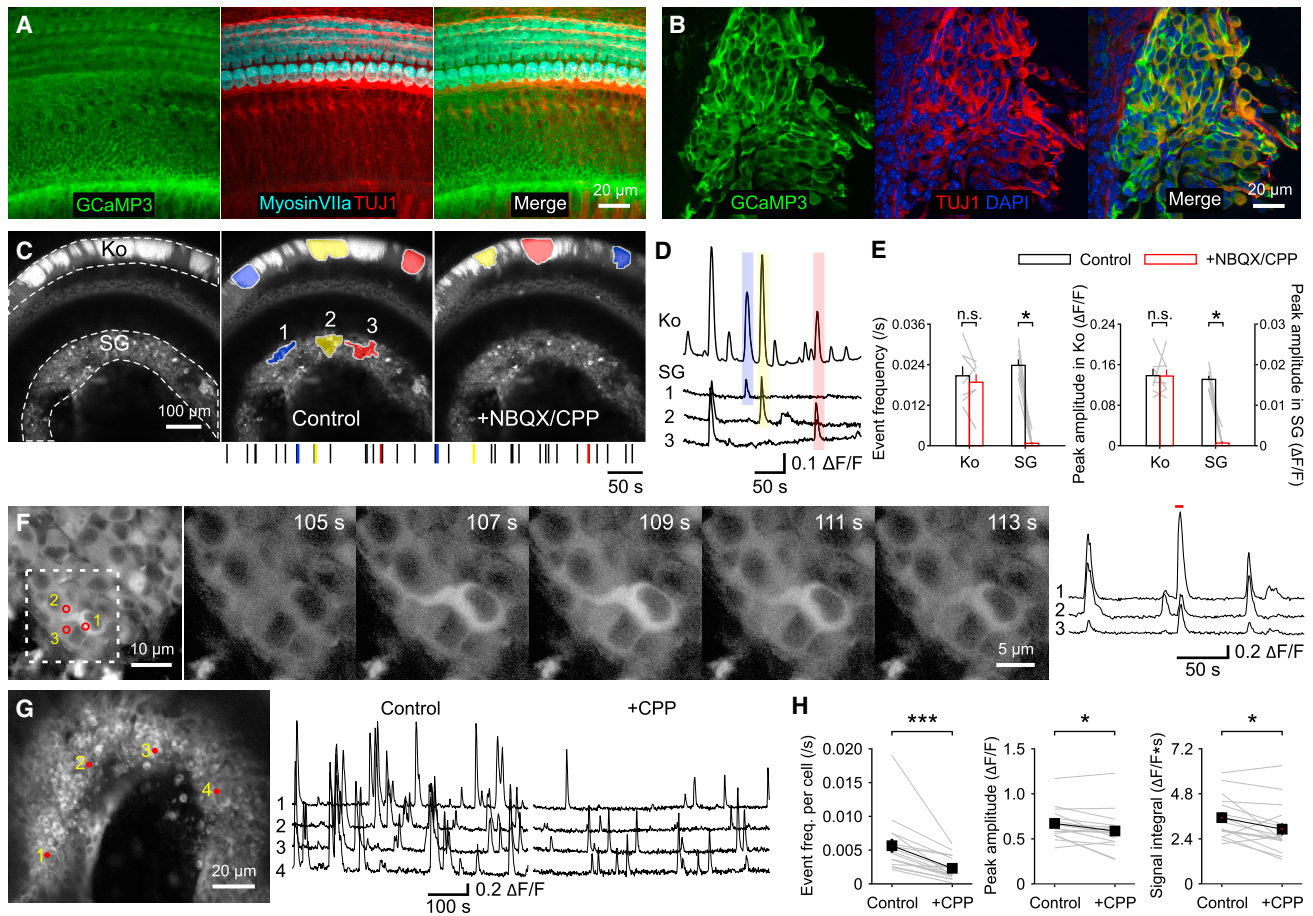 A
GCaMP3
MyosinVIIa TUJ1
Merge
20 µm
B
GCaMP3
TUJ1 DAPI
Merge
20 µm
C
Ko
SG
100 µm
1
2
3
Control
+NBQX/CPP
50 s
D
Ko
SG
1
2
3
0.1 ΔF/F
50 s
E
Control
+NBQX/CPP
Event frequency (/s)
0.036
0.024
0.012
0
n.s.
*
Ko
SG
Peak amplitude in Ko (ΔF/F)
0.24
0.16
0.08
0
n.s.
*
Ko
SG
0.03
0.02
0.01
0
Peak amplitude in SG (ΔF/F)
F
2
1
3
10 µm
105 s
107 s
109 s
111 s
113 s
5 µm
1
2
3
0.2 ΔF/F
50 s
G
3
2
4
1
20 µm
Control
+CPP
1
2
3
4
0.2 ΔF/F
100 s
H
Event freq. per cell (/s)
0.020
0.015
0.010
0.005
0
***
Control
+CPP
Peak amplitude (ΔF/F)
1.5
1.0
0.5
0
*
Control
+CPP
Signal integral (ΔF/F*s)
7.2
4.8
2.4
0
*
Control
+CPP